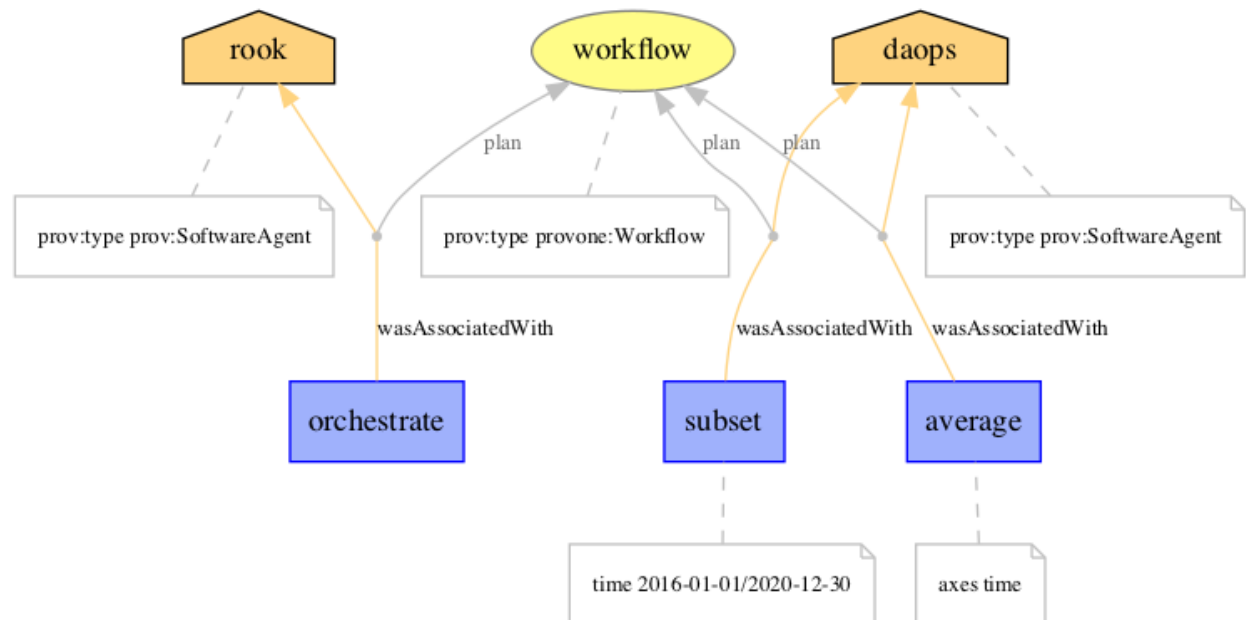 rook
workflow
daops
plan
plan
plan
prov:type prov:SoftwareAgent
prov:type provone:Workflow
prov:type prov:SoftwareAgent
wasAssociatedWith
wasAssociatedWith
wasAssociatedWith
orchestrate
subset
average
time 2016-01-01/2020-12-30
axes time